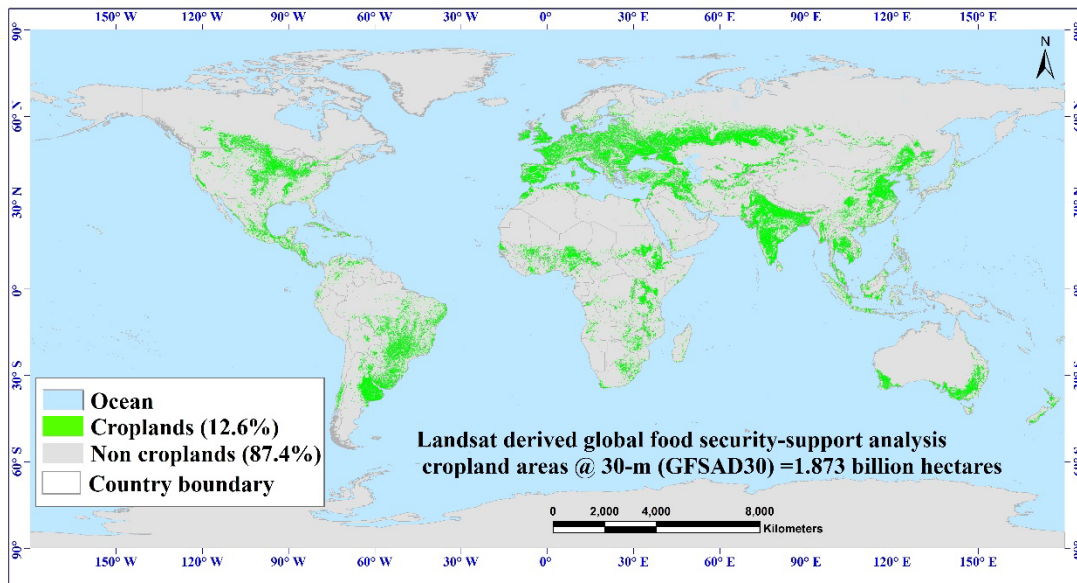 150° W 120° W 90° W 60° W 30° W 0° 30° E 60° E 90° E 120° E 150° E
90°
N
60° N
30° N
0°
30° S
60° S
90°
Ocean
Croplands (12.6%)
Non croplands (87.4%)
Country boundary
Landsat derived global food security-support analysis
cropland areas @ 30-m (GFSAD30) =1.873 billion hectares
0 2,000 4,000 8,000
Kilometers
150° W 120° W 90° W 60° W 30° W 0° 30° E 60° E 90° E 120° E 150° E